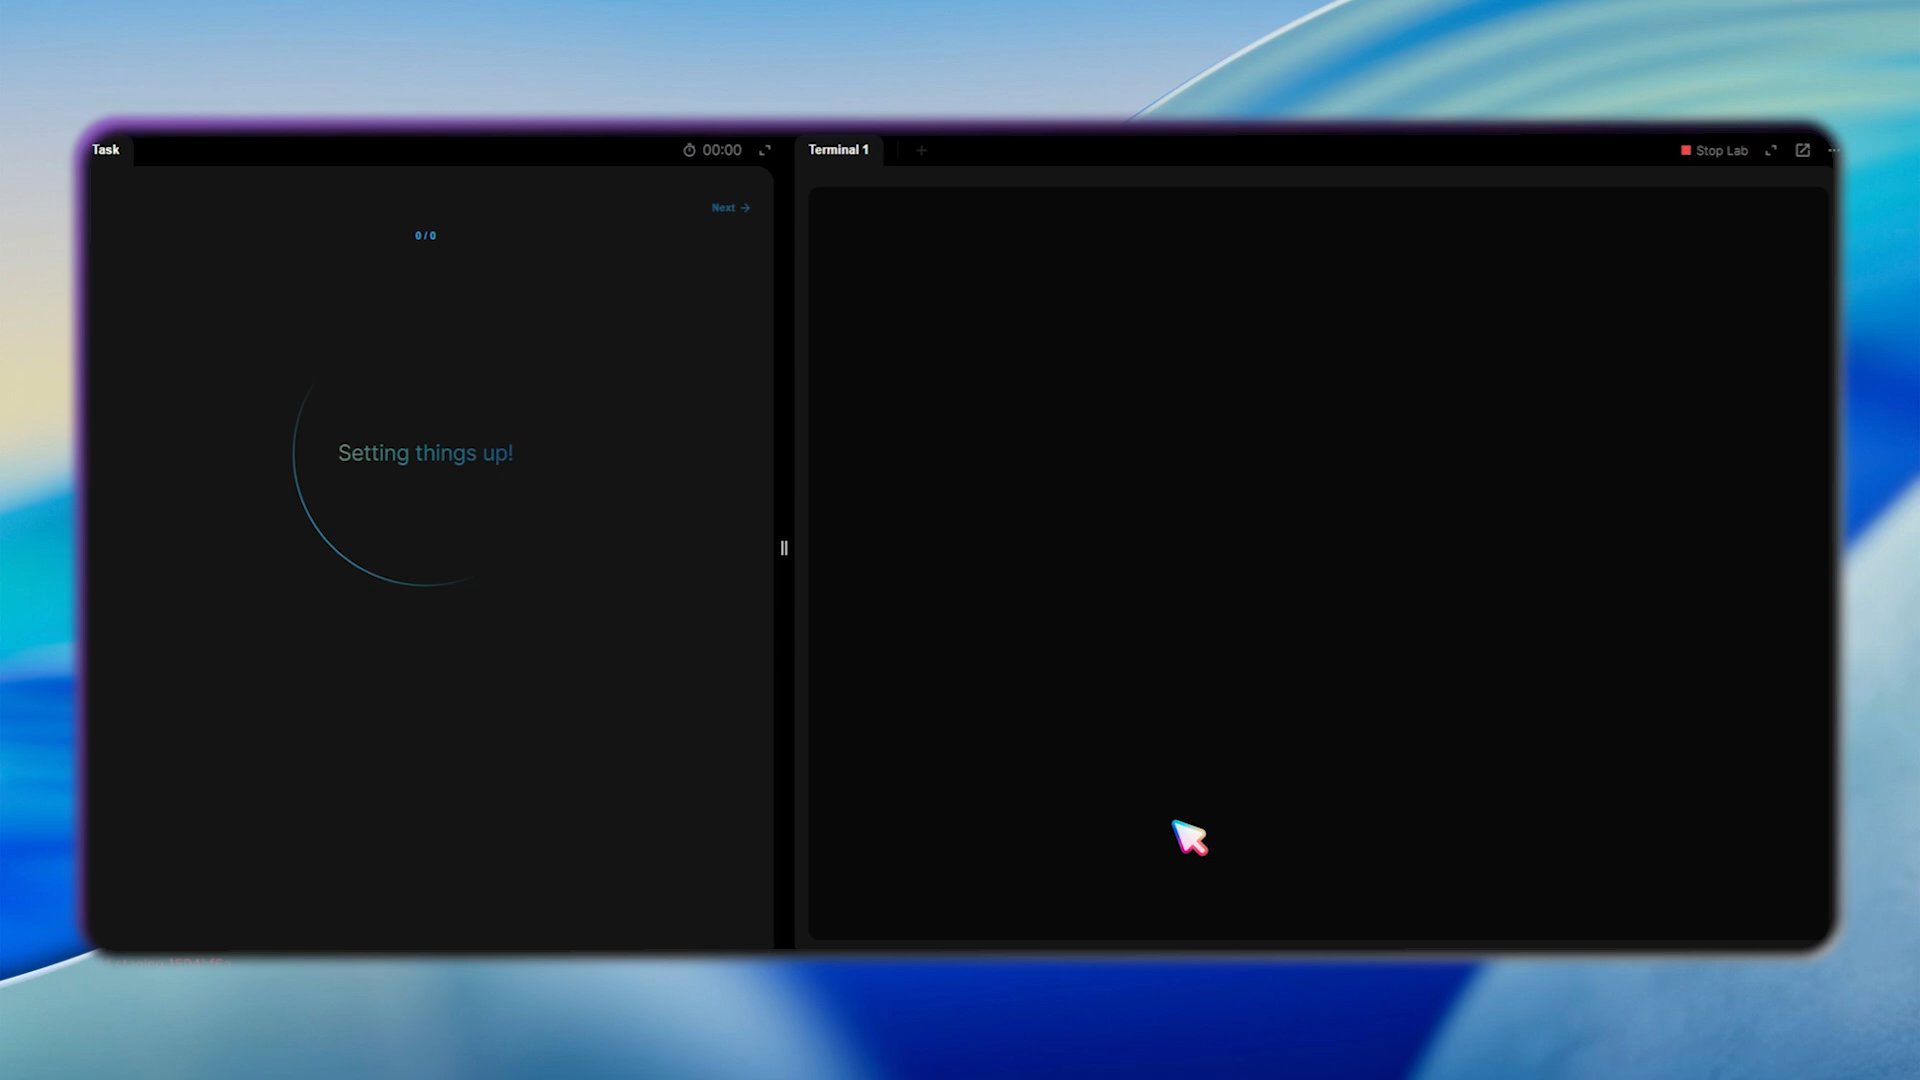 Task
00:00
Terminal 1
Stop Lab
Next
0 / 0
Setting things up!